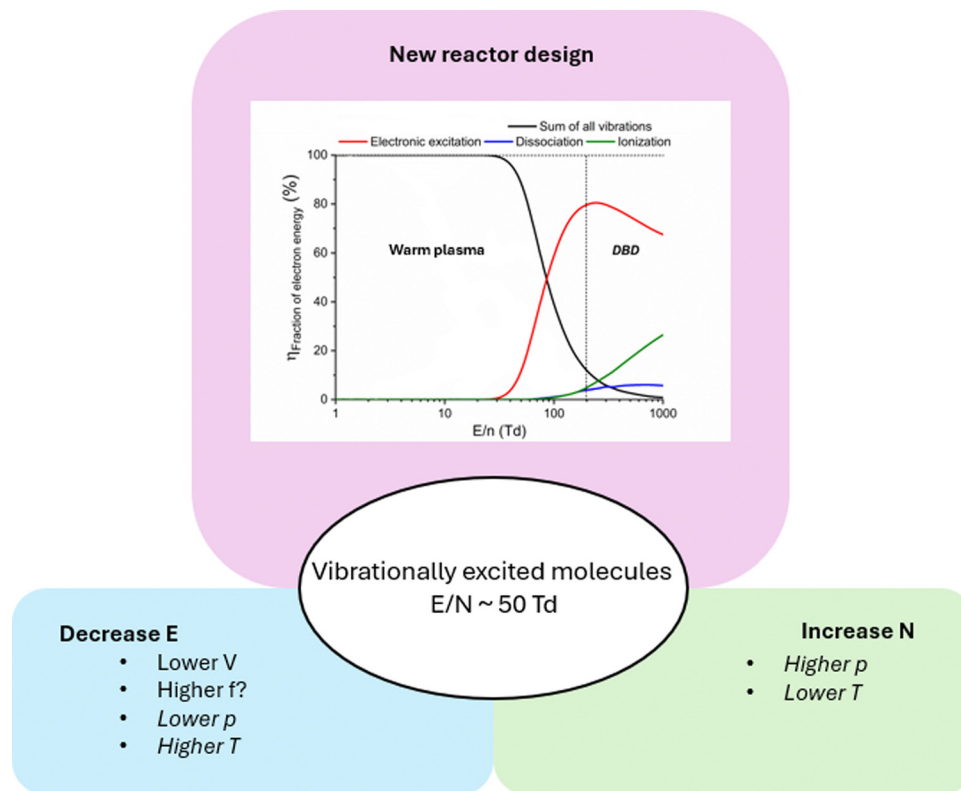 New reactor design
Sum of all vibrations
Electronic excitation Dissociation Ionization
100
80
60
40
20
0
ηFraction of electron energy (%)
Warm plasma
DBD
1 10 100 1000
E/n (Td)
Vibrationally excited molecules
E/N ~ 50 Td
Decrease E
• Lower V
• Higher f?
• Lower p
• Higher T
Increase N
• Higher p
• Lower T